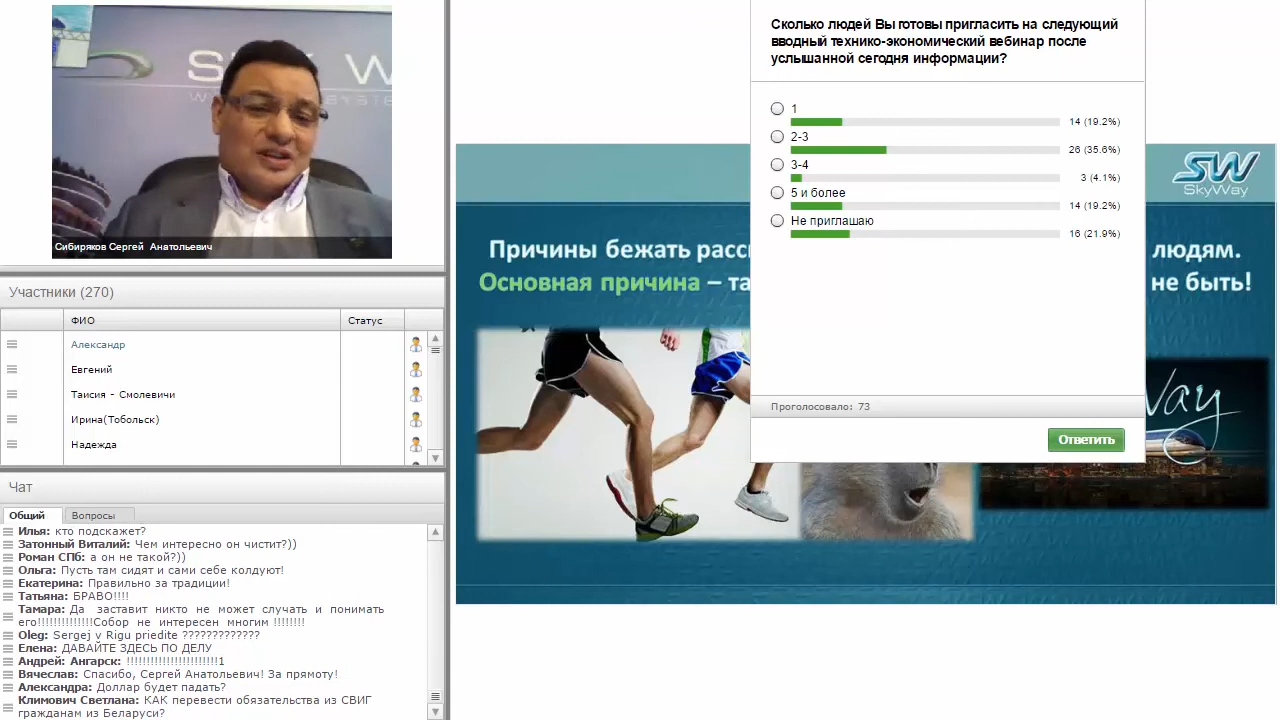 SKY W
Сибиряков Сергей Анатольевич
Участники (270)
ФИО
Статус
Александр
Евгений
Таисия - Смолевичи
Ирина(Тобольск)
Надежда
Чат
Общий
Вопросы
Илья: кто подскажет?
Затонный Виталий: Чем интересно он чистит?))
Роман СПб: а он не такой?))
Ольга: Пусть там сидят и сами себе колдуют!
Екатерина: Правильно за традиции!
Татьяна: БРАВО!!!!
Тамара: Да заставит никто не может случать и понимать
его!!!!!!!!!!!!!!Собор не интересен многим !!!!!!!!
Oleg: Sergej v Rigu priedite ?????????????
Елена: ДАВАЙТЕ ЗДЕСЬ ПО ДЕЛУ
Андрей: Ангарск: !!!!!!!!!!!!!!!!!!!!!!!1
Вячеслав: Спасибо, Сергей Анатольевич! За прямоту!
Александра: Доллар будет падать?
Климович Светлана: КАК перевести обязательства из СВИГ
гражданам из Беларуси?
Сколько людей Вы готовы пригласить на следующий
вводный технико-экономический вебинар после
услышанной сегодня информации?
1
14 (19.2%)
2-3
26 (35.6%)
3-4
3 (4.1%)
5 и более
14 (19.2%)
Не приглашаю
16 (21.9%)
Проголосовало: 73
Ответить
SW
SkyWay
Причины бежать расс людям.
Основная причина – та не быть!
Way